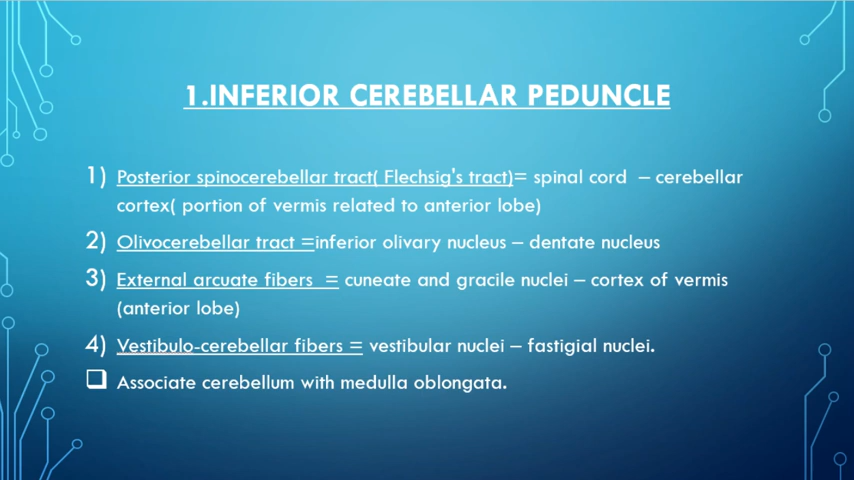 1.INFERIOR CEREBELLAR PEDUNCLE
1) Posterior spinocerebellar tract( Flechsig's tract)= spinal cord – cerebellar
cortex( portion of vermis related to anterior lobe)
2) Olivocerebellar tract =inferior olivary nucleus – dentate nucleus
3) External arcuate fibers = cuneate and gracile nuclei – cortex of vermis
(anterior lobe)
4) Vestibulo-cerebellar fibers = vestibular nuclei – fastigial nuclei.
❑ Associate cerebellum with medulla oblongata.